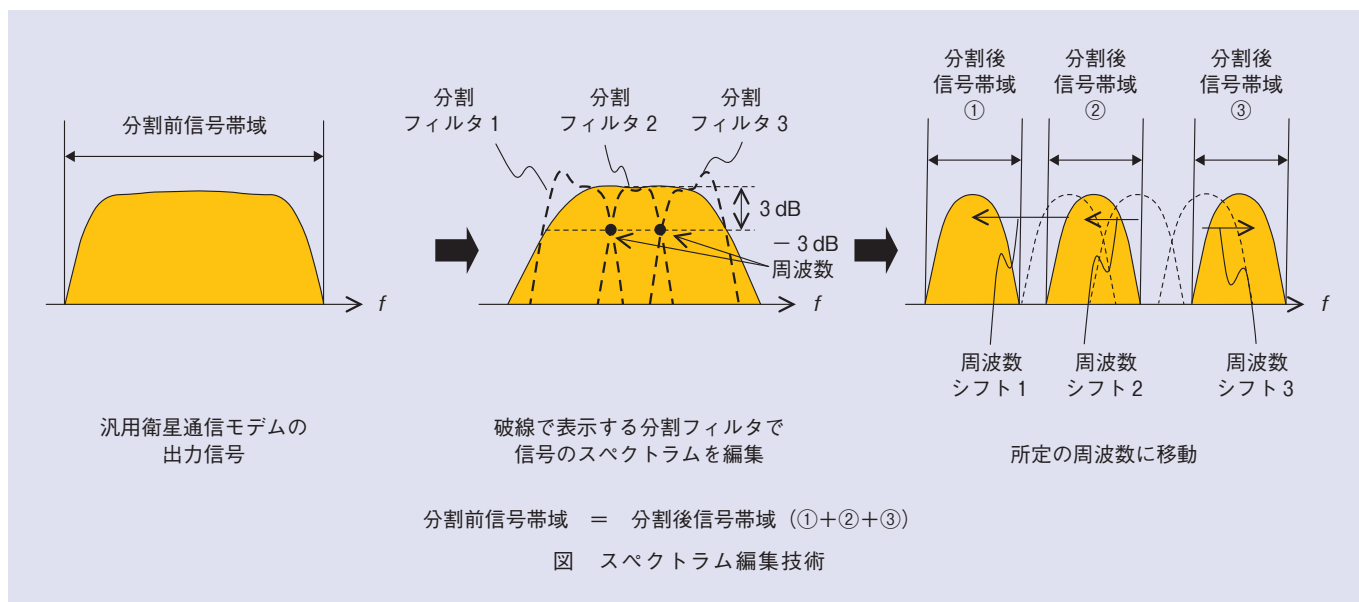 分割前信号帯域
f
汎用衛星通信モデムの
出力信号
分割
フィルタ1
分割
フィルタ2
分割
フィルタ3
3 dB
－3 dB
周波数
f
破線で表示する分割フィルタで
信号のスペクトラムを編集
分割後
信号帯域
①
分割後
信号帯域
②
分割後
信号帯域
③
f
周波数
シフト1
周波数
シフト2
周波数
シフト3
所定の周波数に移動
分割前信号帯域 ＝ 分割後信号帯域（①＋②＋③）
図 スペクトラム編集技術